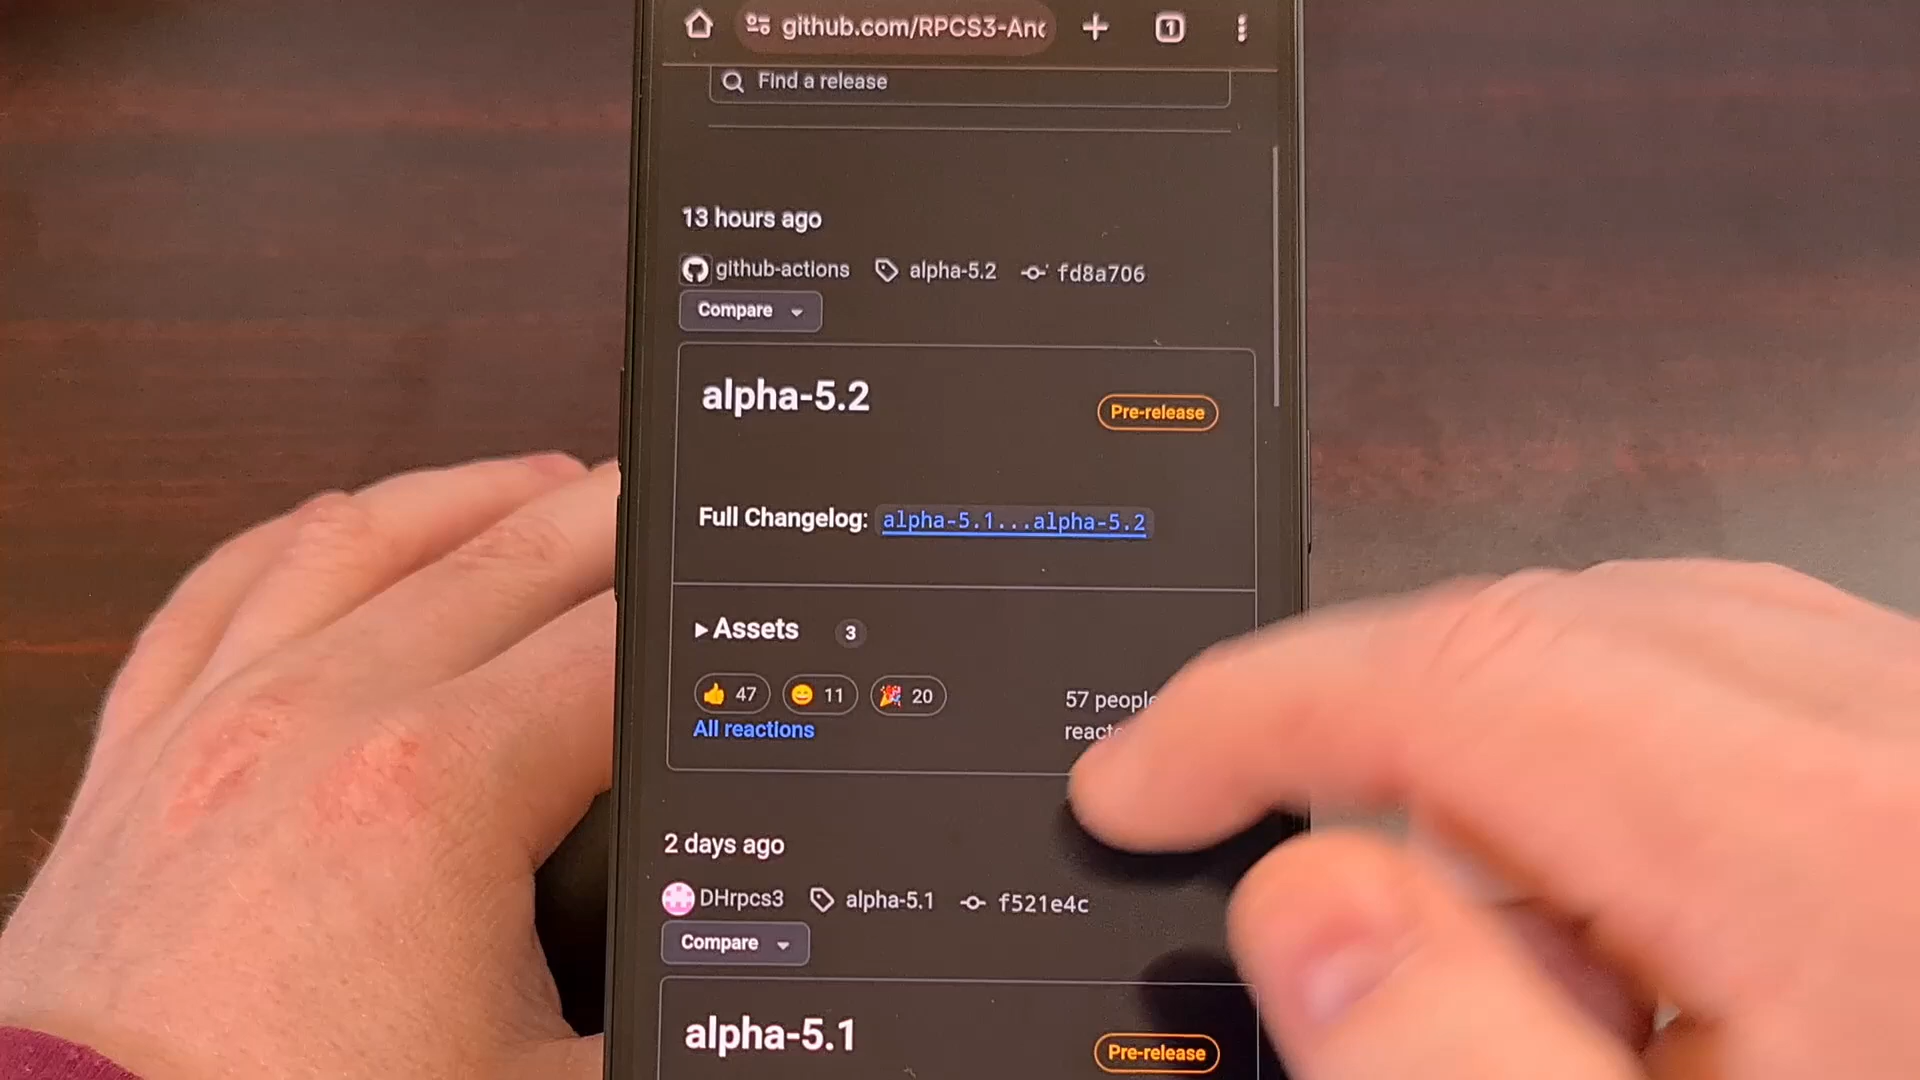 github.com/RPCS3-And
1
Find a release
13 hours ago
github-actions alpha-5.2 fd8a706
Compare
alpha-5.2
Pre-release
Full Changelog: alpha-5.1...alpha-5.2
Assets 3
47 11 20
57 people
All reactions
2 days ago
DHrpcs3 alpha-5.1 f521e4c
Compare
alpha-5.1
Pre-release